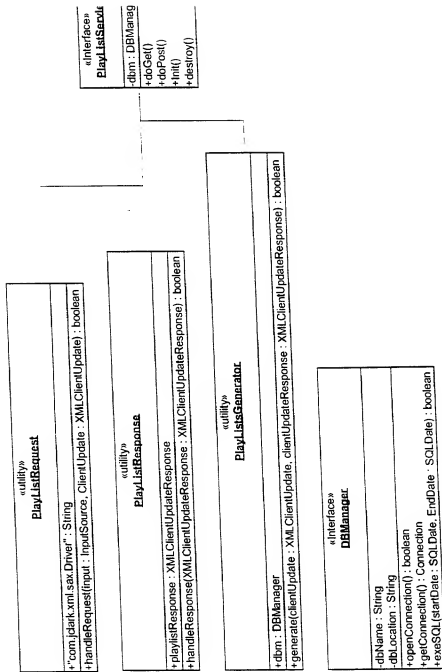 «Interface»
PlayListServle
-dbm : DBManag
+doGet()
+doPost()
+Init()
+destroy()
«utility»
PlayListRequest
+"com.jclark.xml.sax.Driver" : String
+handleRequest(input : InputSource, ClientUpdate : XMLClientUpdate) : boolean
«utility»
PlayListResponse
+playlistResponse : XMLClientUpdateResponse
+handleResponse(XMLClientUpdateResponse : XMLClientUpdateResponse) : boolean
«utility»
PlayListsGenerator
+dbm : DBManager
+generate(clientUpdate : XMLClientUpdate, clientUpdateResponse : XMLClientUpdateResponse) : boolean
«Interface»
DBManager
-dbName : String
-dbLocation : String
+openConnection() : boolean
+getConnection() : Connection
+exeSQL(startDate : SQLDate, EndDate : SQLDate) : boolean